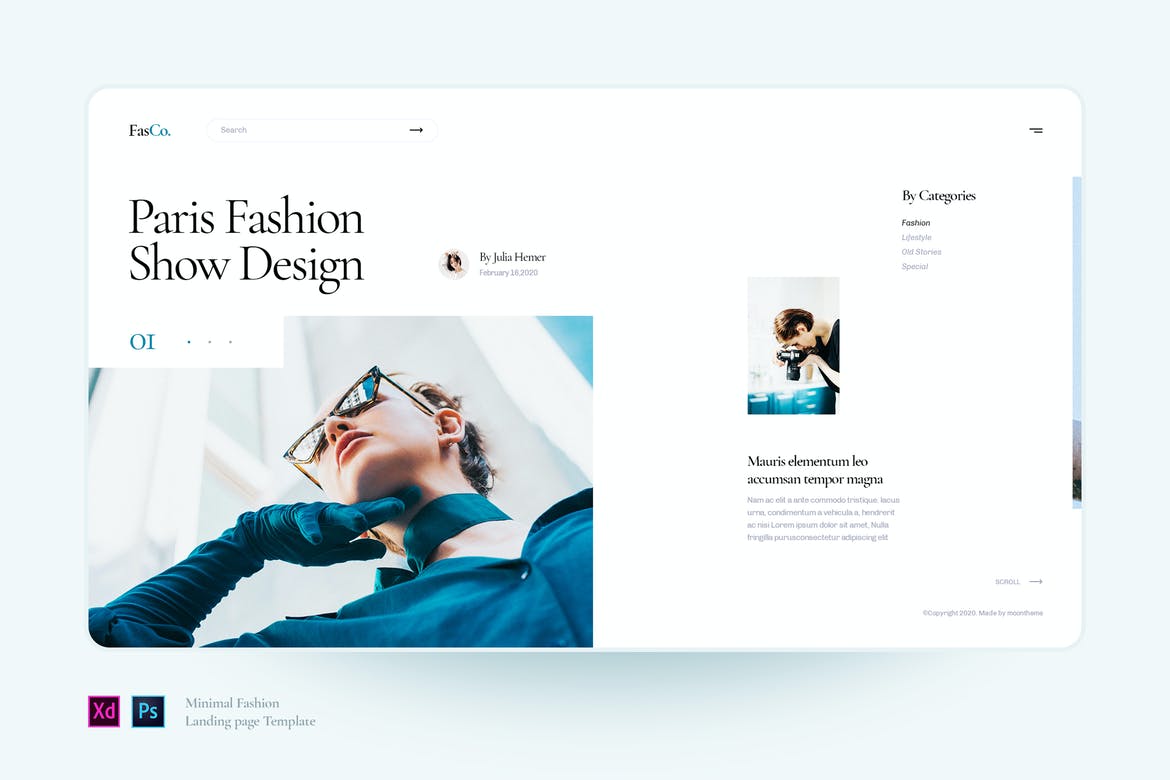 FasCo.
Search
Paris Fashion
Show Design
By Julia Hemer
February 16,2020
01
By Categories
Fashion
Lifestyle
Old Stories
Special
Mauris elementum leo
accumsan tempor magna
Nam ac elit a ante commodo tristique. lacus
urna, condimentum a vehicula a, hendrerit
ac nisi Lorem ipsum dolor sit amet, Nulla
fringilla purusconsectetur adipiscing elit
SCROLL
©Copyright 2020. Made by moontheme
Xd
Ps
Minimal Fashion
Landing page Template